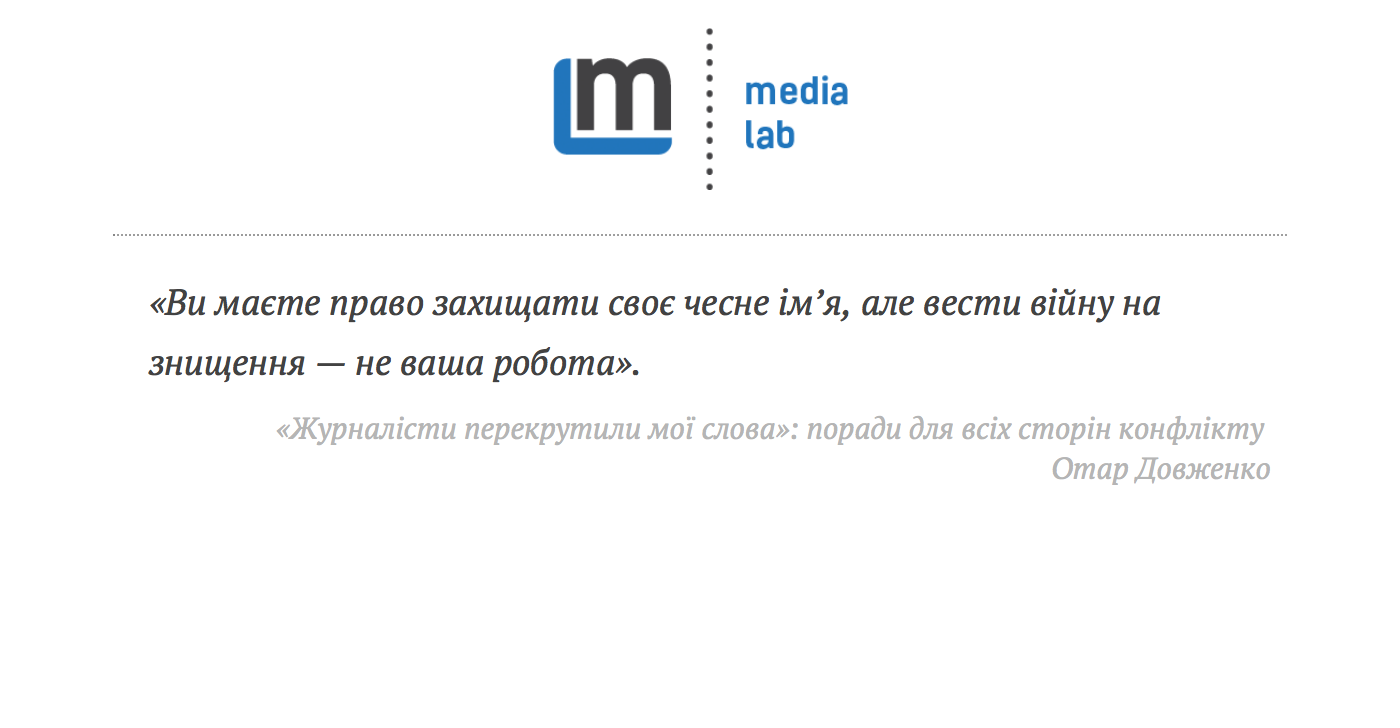 m
media
lab
«Ви маєте право захищати своє чесне ім’я, але вести війну на
знищення — не ваша робота».
«Журналісти перекрутили мої слова»: поради для всіх сторін конфлікту
Отар Довженко